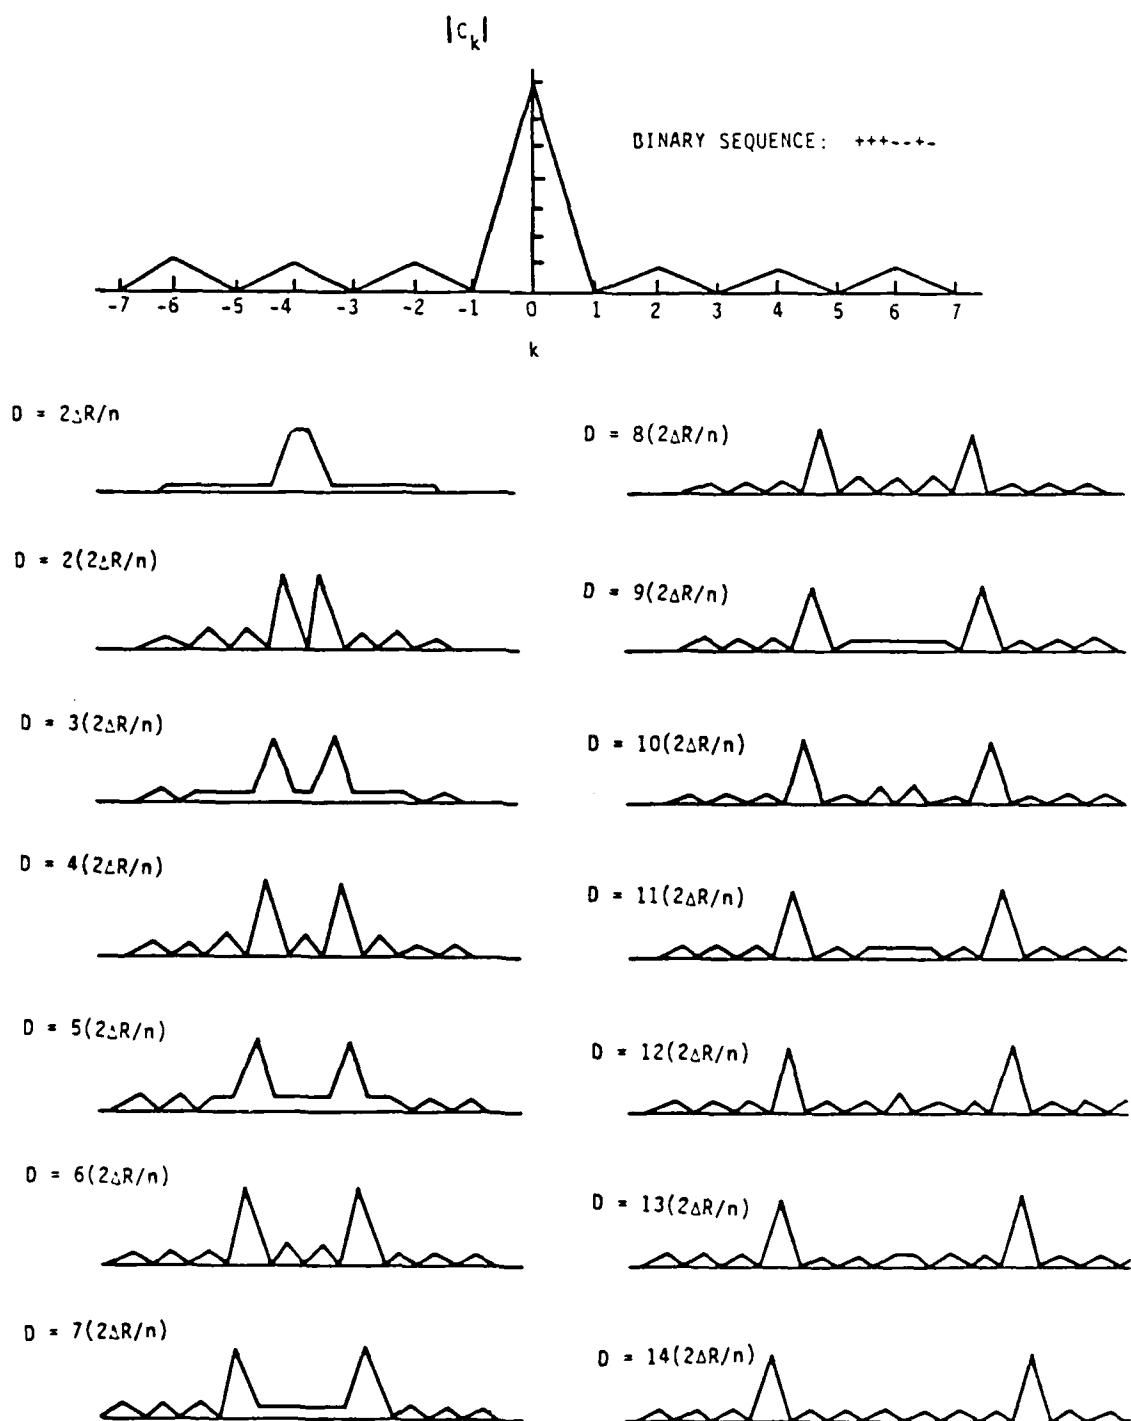 |Cₖ|
BINARY SEQUENCE: +++--+-
-7 -6 -5 -4 -3 -2 -1 0 1 2 3 4 5 6 7
k
D = 2ΔR/n
D = 2(2ΔR/n)
D = 3(2ΔR/n)
D = 4(2ΔR/n)
D = 5(2ΔR/n)
D = 6(2ΔR/n)
D = 7(2ΔR/n)
D = 8(2ΔR/n)
D = 9(2ΔR/n)
D = 10(2ΔR/n)
D = 11(2ΔR/n)
D = 12(2ΔR/n)
D = 13(2ΔR/n)
D = 14(2ΔR/n)